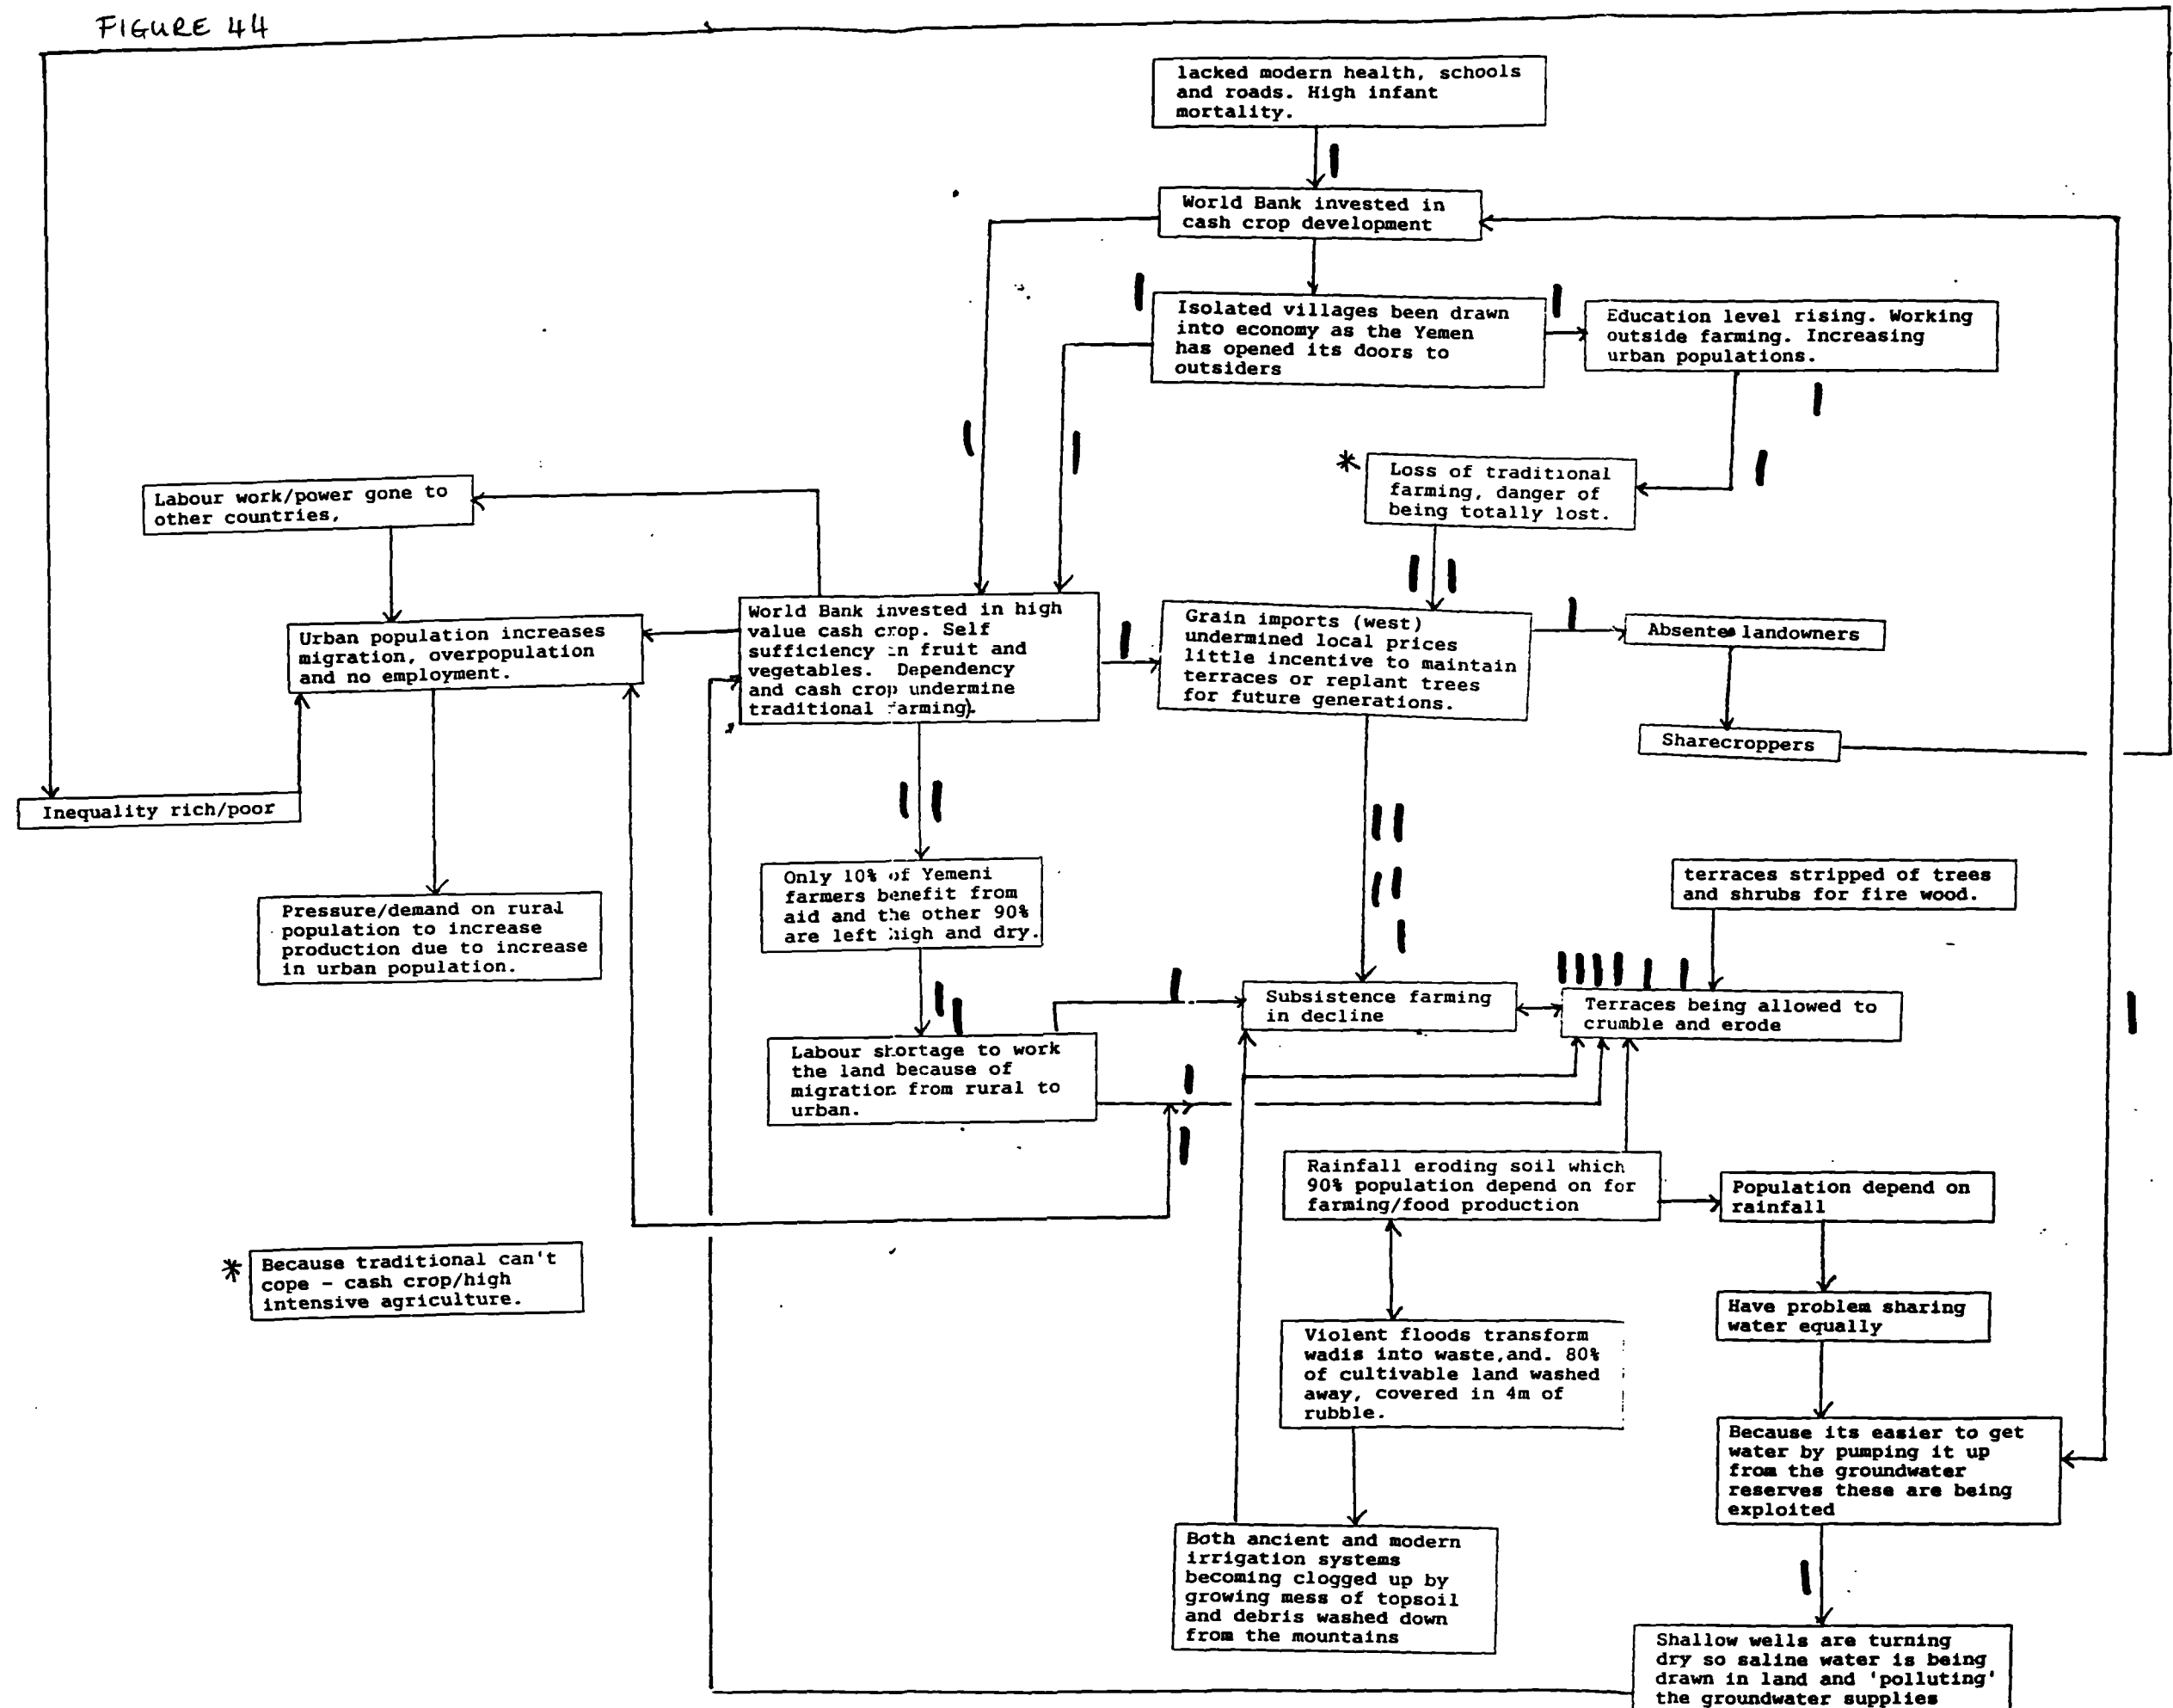 FIGURE 44
lacked modern health, schools
and roads. High infant
mortality.
World Bank invested in
cash crop development
Isolated villages been drawn
into economy as the Yemen
has opened its doors to
outsiders
Education level rising. Working
outside farming. Increasing
urban populations.
* Loss of traditional
farming, danger of
being totally lost.
Labour work/power gone to
other countries,
Urban population increases
migration, overpopulation
and no employment.
World Bank invested in high
value cash crop. Self
sufficiency in fruit and
vegetables. Dependency
and cash crop undermine
traditional farming).
Grain imports (west)
undermined local prices
little incentive to maintain
terraces or replant trees
for future generations.
Absentee landowners
Sharecroppers
Inequality rich/poor
Only 10% of Yemeni
farmers benefit from
aid and the other 90%
are left high and dry.
terraces stripped of trees
and shrubs for fire wood.
Pressure/demand on rural
population to increase
production due to increase
in urban population.
Subsistence farming
in decline
Terraces being allowed to
crumble and erode
Labour shortage to work
the land because of
migration from rural to
urban.
Rainfall eroding soil which
90% population depend on for
farming/food production
Population depend on
rainfall
* Because traditional can't
cope - cash crop/high
intensive agriculture.
Have problem sharing
water equally
Violent floods transform
wadis into waste,and. 80%
of cultivable land washed
away, covered in 4m of
rubble.
Because its easier to get
water by pumping it up
from the groundwater
reserves these are being
exploited
Both ancient and modern
irrigation systems
becoming clogged up by
growing mess of topsoil
and debris washed down
from the mountains
Shallow wells are turning
dry so saline water is being
drawn in land and 'polluting'
the groundwater supplies